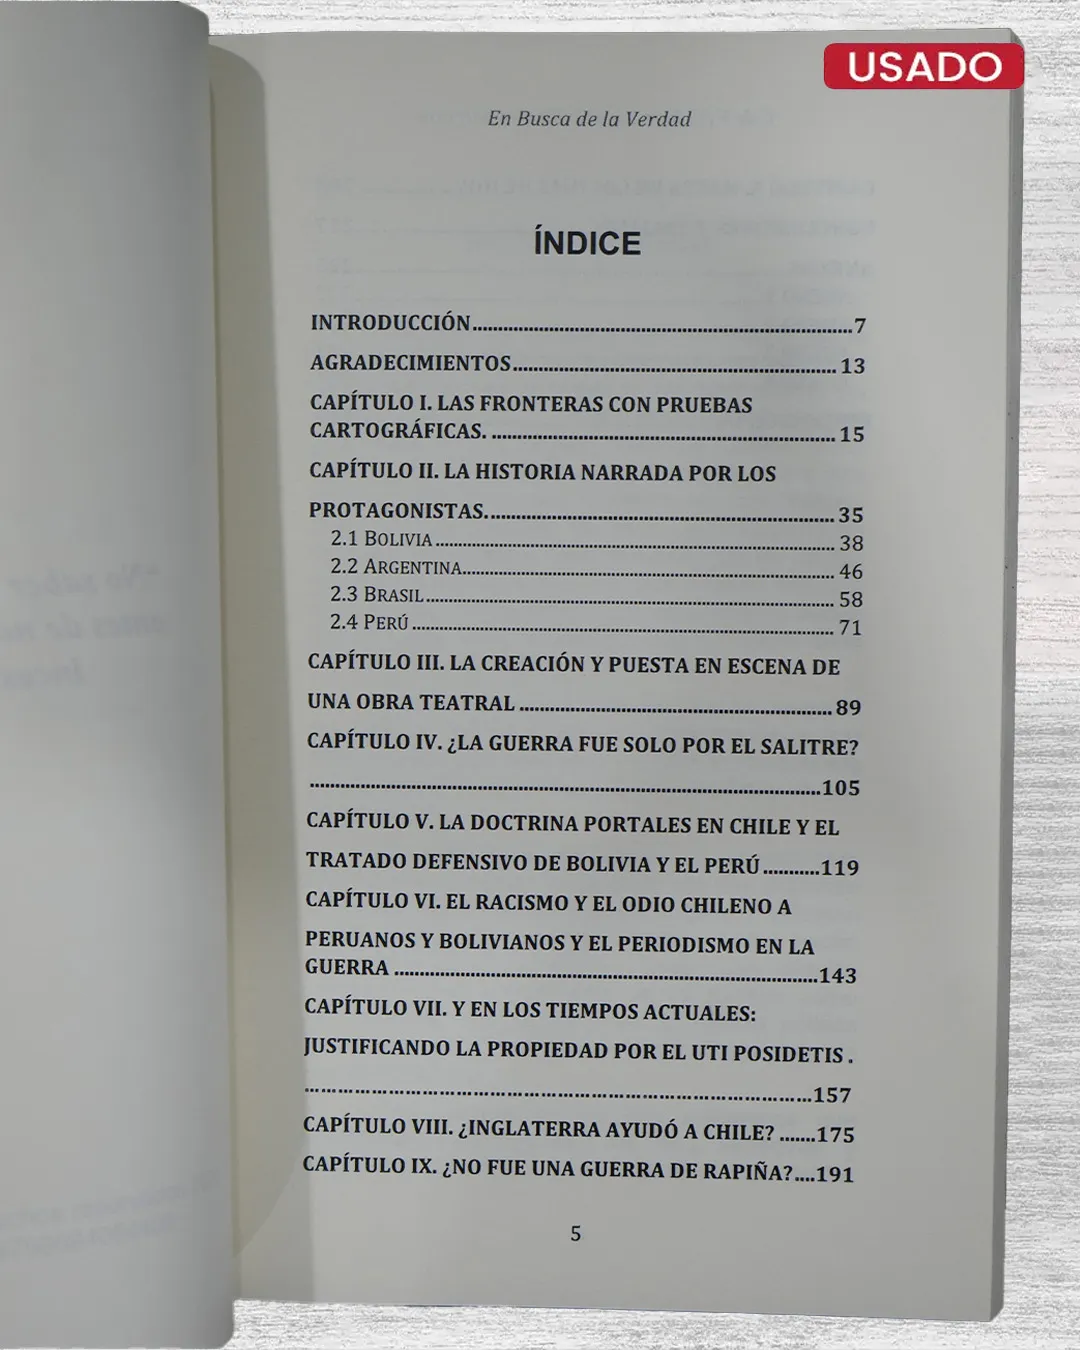 USADO
En Busca de la Verdad
ÍNDICE
INTRODUCCIÓN..........................................................................7
AGRADECIMIENTOS.............................................................. 13
CAPÍTULO I. LAS FRONTERAS CON PRUEBAS
CARTOGRÁFICAS. ................................................................... 15
CAPÍTULO II. LA HISTORIA NARRADA POR LOS
PROTAGONISTAS.................................................................... 35
2.1 BOLIVIA ............................................................................ 38
2.2 ARGENTINA....................................................................... 46
2.3 BRASIL .............................................................................. 58
2.4 PERÚ ................................................................................. 71
CAPÍTULO III. LA CREACIÓN Y PUESTA EN ESCENA DE
UNA OBRA TEATRAL ............................................................. 89
CAPÍTULO IV. ¿LA GUERRA FUE SOLO POR EL SALITRE?
....................................................................................................105
CAPÍTULO V. LA DOCTRINA PORTALES EN CHILE Y EL
TRATADO DEFENSIVO DE BOLIVIA Y EL PERÚ...........119
CAPÍTULO VI. EL RACISMO Y EL ODIO CHILENO A
PERUANOS Y BOLIVIANOS Y EL PERIODISMO EN LA
GUERRA ...................................................................................143
CAPÍTULO VII. Y EN LOS TIEMPOS ACTUALES:
JUSTIFICANDO LA PROPIEDAD POR EL UTI POSIDETIS .
....................................................................................................157
CAPÍTULO VIII. ¿INGLATERRA AYUDÓ A CHILE? .......175
CAPÍTULO IX. ¿NO FUE UNA GUERRA DE RAPIÑA?....191
5